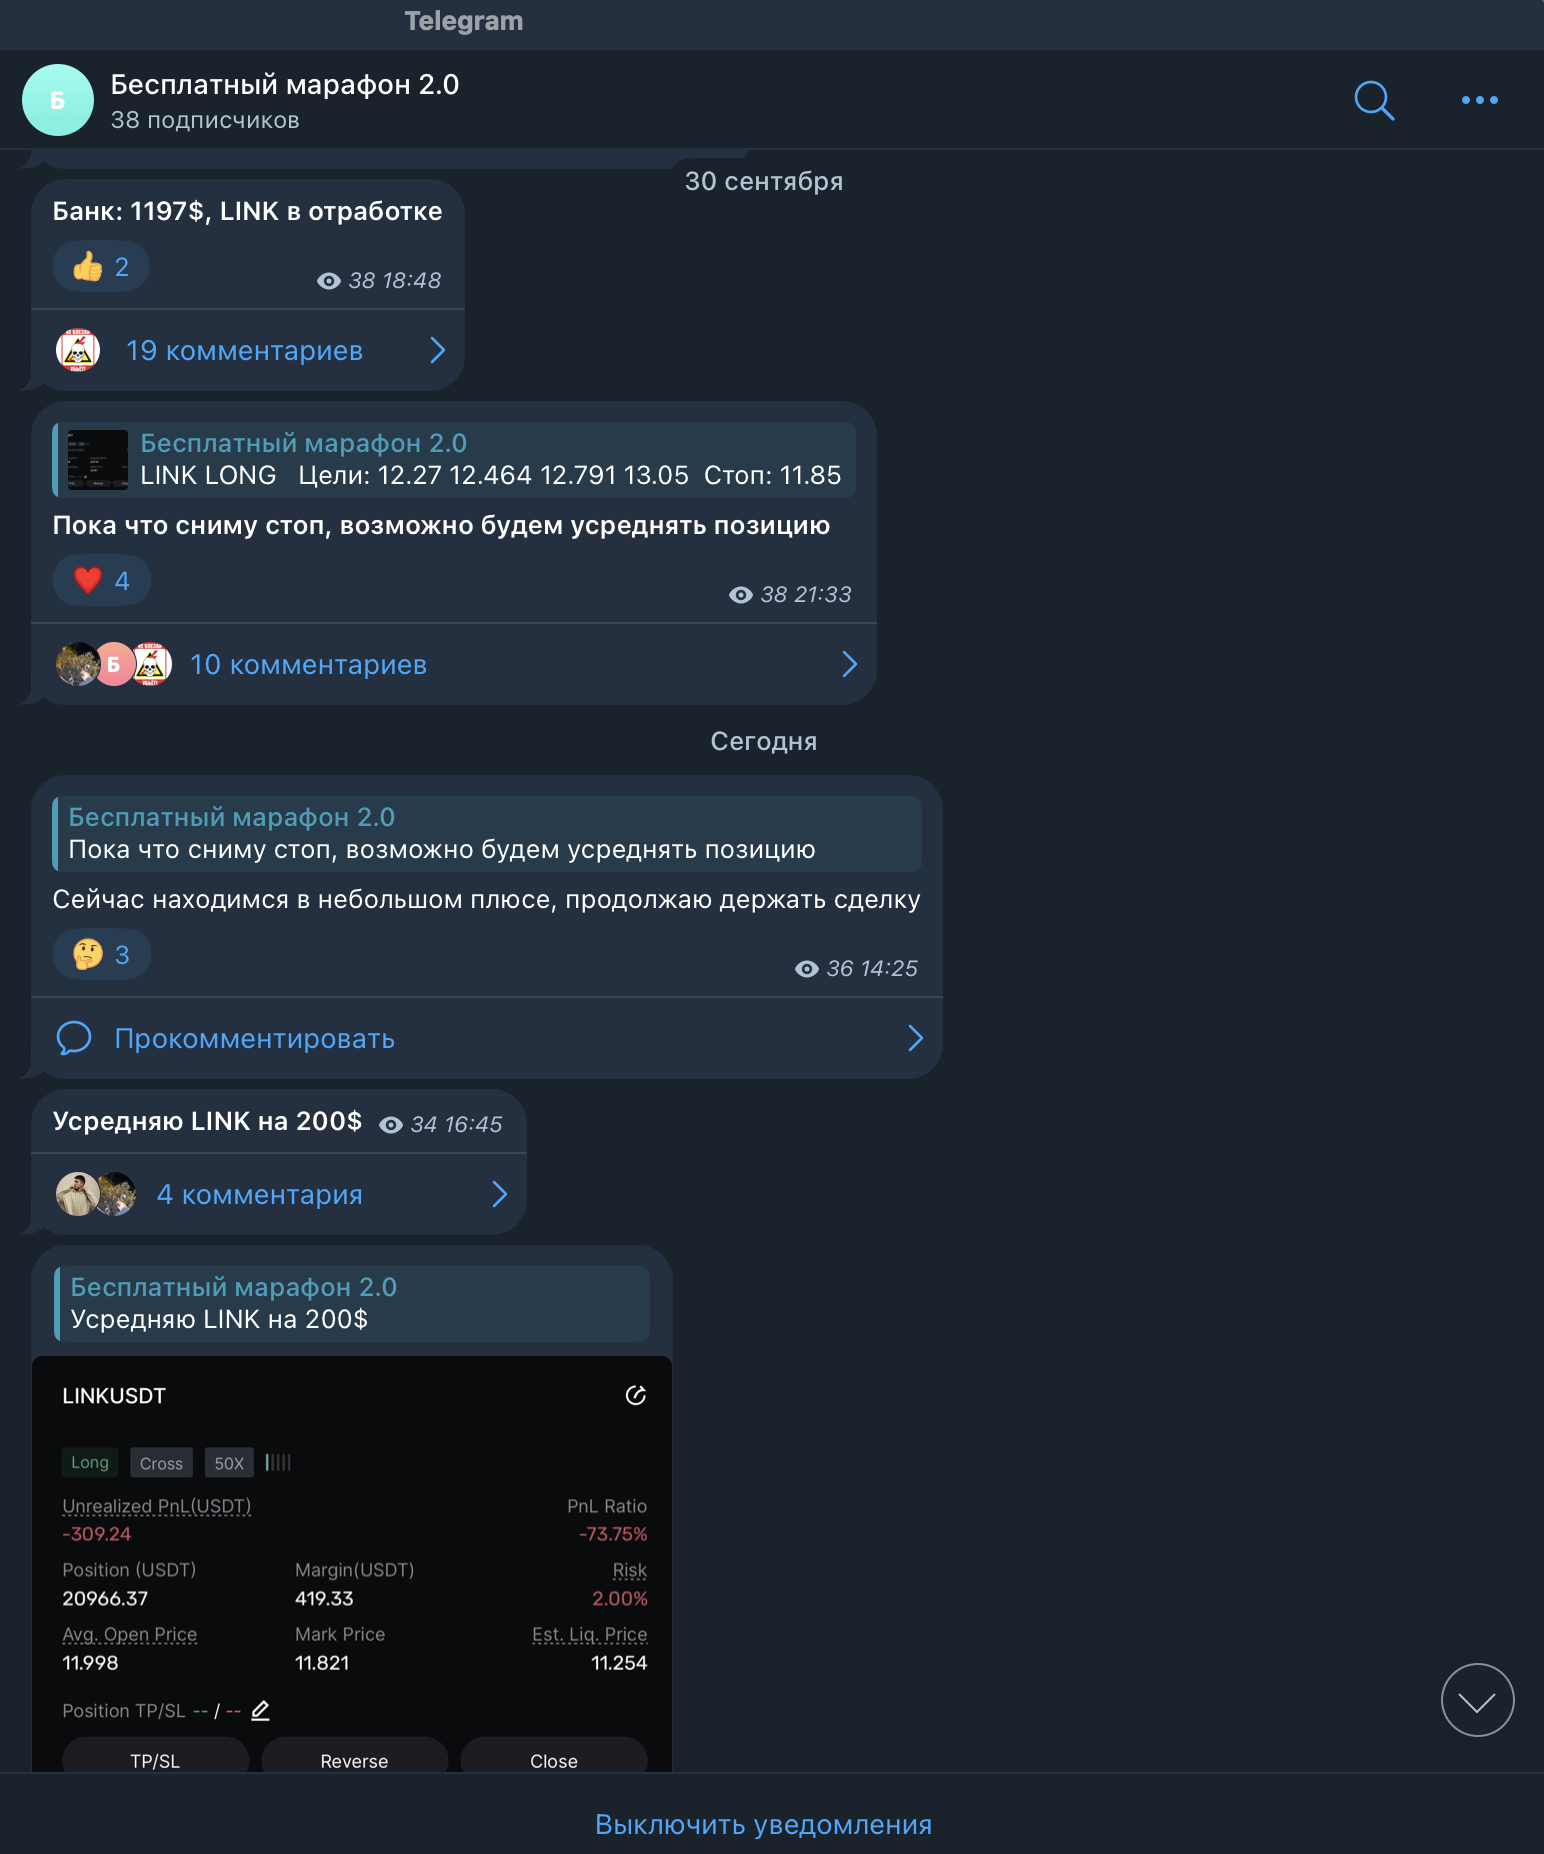 Telegram
Б
Бесплатный марафон 2.0
38 подписчиков
30 сентября
Банк: 1197$, LINK в отработке
👍 2
38 18:48
19 комментариев
Бесплатный марафон 2.0
LINK LONG Цели: 12.27 12.464 12.791 13.05 Стоп: 11.85
Пока что сниму стоп, возможно будем усреднять позицию
❤️ 4
38 21:33
Б
10 комментариев
Сегодня
Бесплатный марафон 2.0
Пока что сниму стоп, возможно будем усреднять позицию
Сейчас находимся в небольшом плюсе, продолжаю держать сделку
🤔 3
36 14:25
Прокомментировать
Усредняю LINK на 200$ 34 16:45
4 комментария
Бесплатный марафон 2.0
Усредняю LINK на 200$
LINKUSDT
Long Cross 50X
Unrealized PnL(USDT) PnL Ratio
-309.24 -73.75%
Position (USDT) Margin(USDT) Risk
20966.37 419.33 2.00%
Avg. Open Price Mark Price Est. Liq. Price
11.998 11.821 11.254
Position TP/SL -- / --
TP/SL Reverse Close
Выключить уведомления